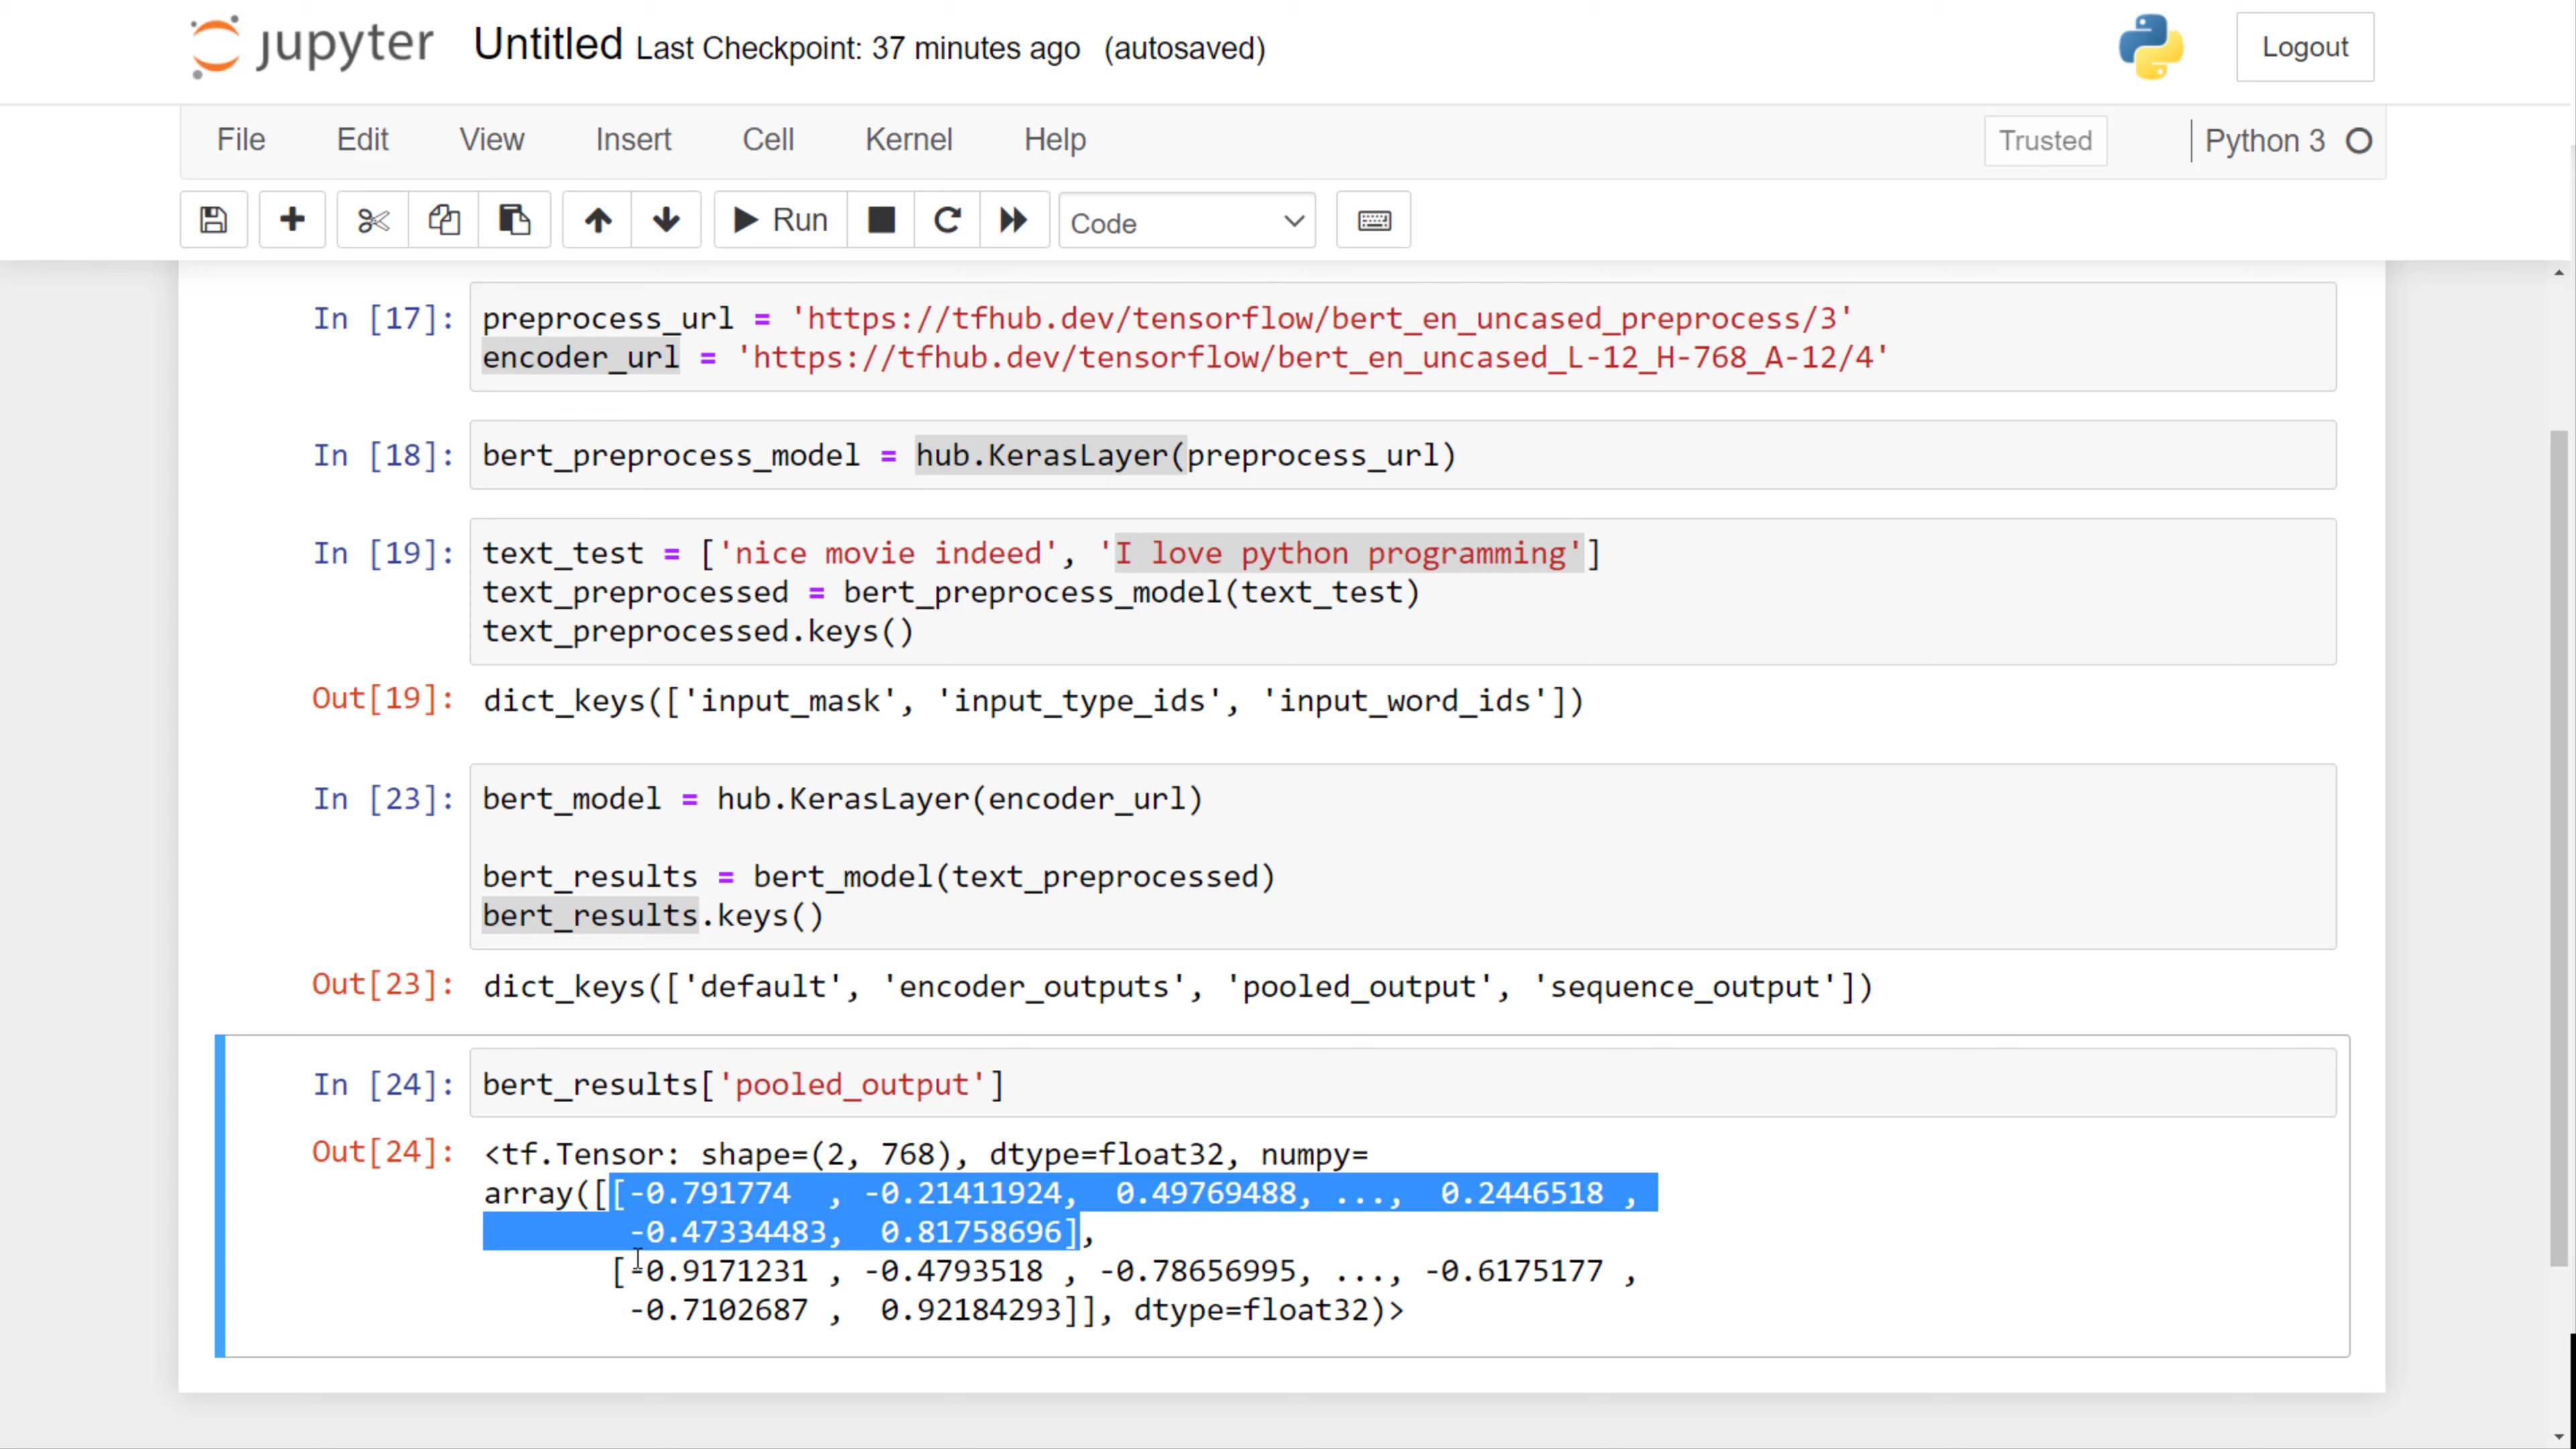 jupyter Untitled Last Checkpoint: 37 minutes ago (autosaved) Logout
File Edit View Insert Cell Kernel Help Trusted Python 3
Run Code
In [17]: preprocess_url = 'https://tfhub.dev/tensorflow/bert_en_uncased_preprocess/3'
encoder_url = 'https://tfhub.dev/tensorflow/bert_en_uncased_L-12_H-768_A-12/4'
In [18]: bert_preprocess_model = hub.KerasLayer(preprocess_url)
In [19]: text_test = ['nice movie indeed', 'I love python programming']
text_preprocessed = bert_preprocess_model(text_test)
text_preprocessed.keys()
Out[19]: dict_keys(['input_mask', 'input_type_ids', 'input_word_ids'])
In [23]: bert_model = hub.KerasLayer(encoder_url)
bert_results = bert_model(text_preprocessed)
bert_results.keys()
Out[23]: dict_keys(['default', 'encoder_outputs', 'pooled_output', 'sequence_output'])
In [24]: bert_results['pooled_output']
Out[24]: <tf.Tensor: shape=(2, 768), dtype=float32, numpy=
array([[-0.791774 , -0.21411924, 0.49769488, ..., 0.2446518 ,
-0.47334483, 0.81758696],
[-0.9171231 , -0.4793518 , -0.78656995, ..., -0.6175177 ,
-0.7102687 , 0.92184293]], dtype=float32)>